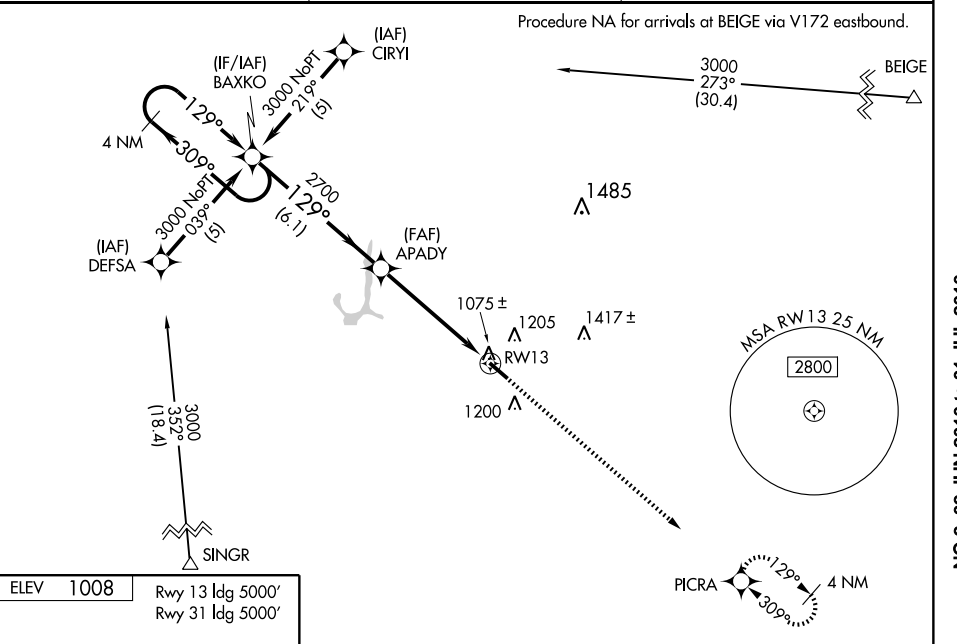 Procedure NA for arrivals at BEIGE via V172 eastbound.
(IAF)
CIRYI
(IF/IAF)
BAXKO
3000 NoPT
219°
(5)
3000
273°
(30.4)
BEIGE
129°
4 NM
309°
3000 NoPT
039°
(5)
2700
129°
(6.1)
1485
(IAF)
DEFSA
(FAF)
APADY
1075 ±
1205
1417 ±
RW13
1200
MSA RW13 25 NM
2800
3000
352°
(18.4)
SINGR
PICRA
129°
309°
4 NM
ELEV 1008
Rwy 13 ldg 5000'
Rwy 31 ldg 5000'